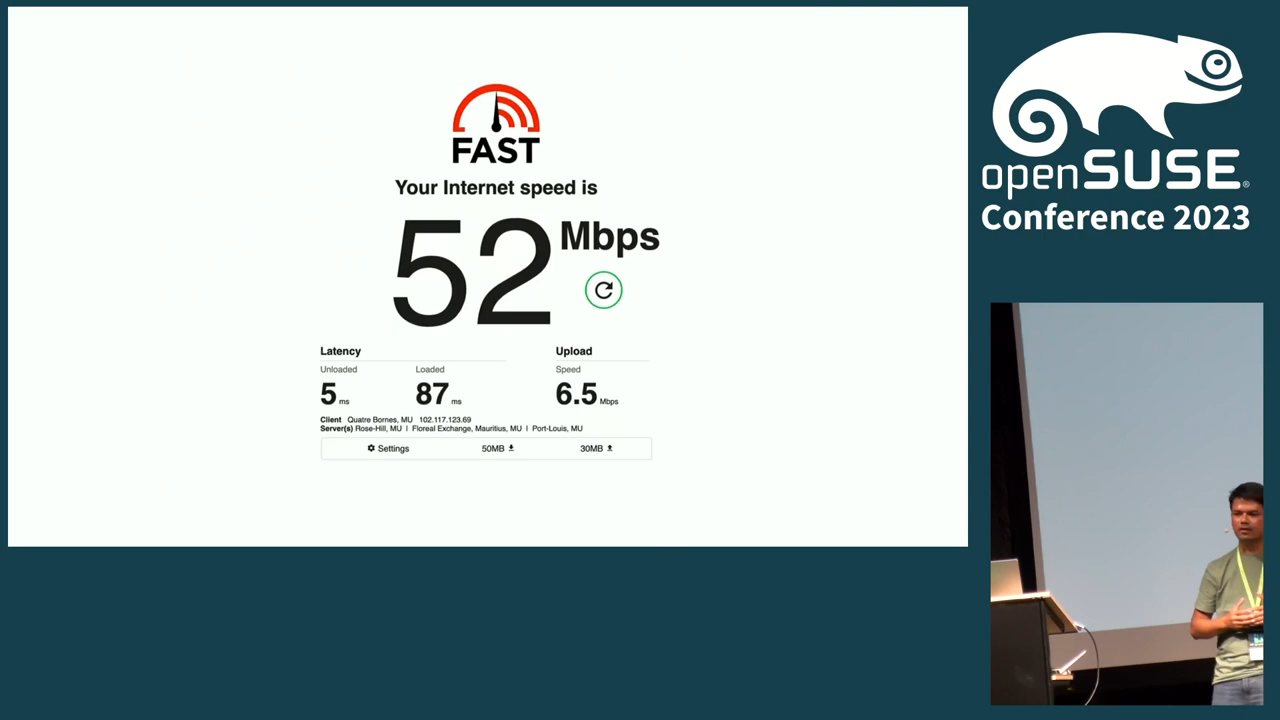 FAST
Your Internet speed is
52 Mbps
Latency
Unloaded Loaded
5 ms 87 ms
Upload
Speed
6.5 Mbps
Client Quatre Bornes, MU 102.117.123.69
Server(s) Rose-Hill, MU | Floreal Exchange, Mauritius, MU | Port-Louis, MU
Settings 50MB 30MB
openSUSE®
Conference 2023